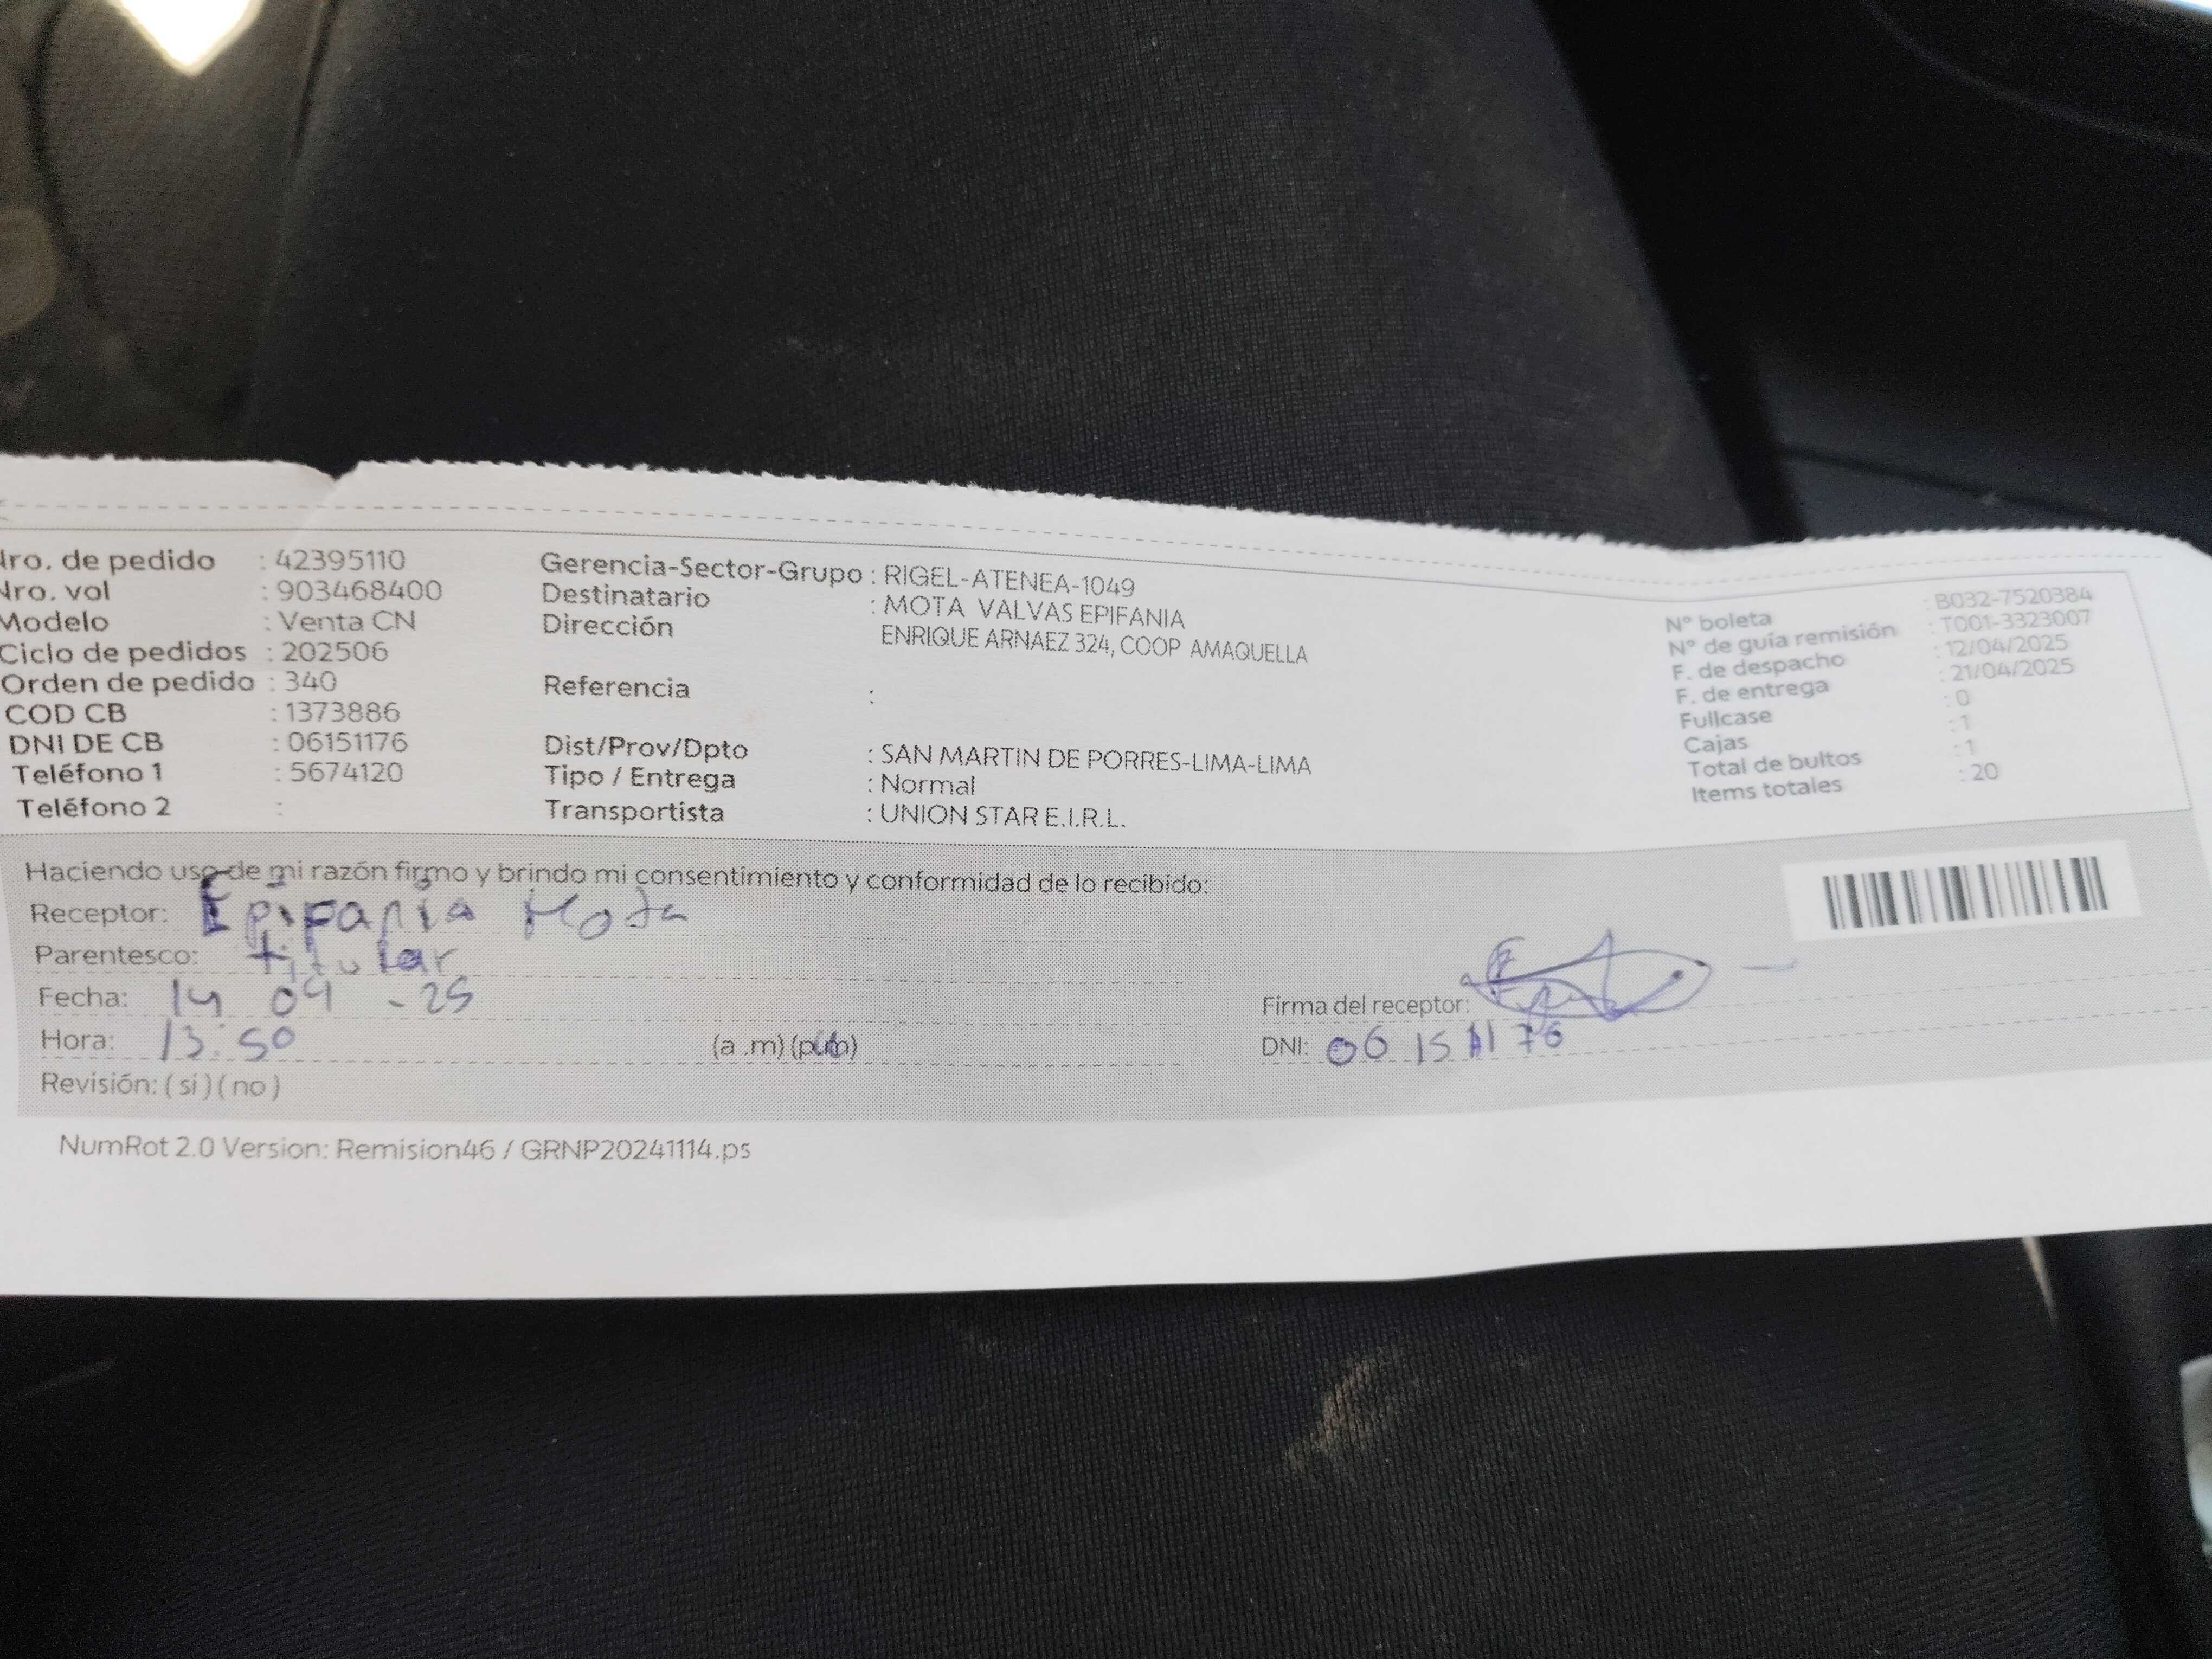 Nro. de pedido : 42395110
Nro. vol : 903468400
Modelo : Venta CN
Ciclo de pedidos : 202506
Orden de pedido : 340
COD CB : 1373886
DNI DE CB : 06151176
Teléfono 1 : 5674120
Teléfono 2 :
Gerencia-Sector-Grupo : RIGEL-ATENEA-1049
Destinatario : MOTA VALVAS EPIFANIA
Dirección ENRIQUE ARNAEZ 324, COOP AMAQUELLA
Referencia :
Dist/Prov/Dpto : SAN MARTIN DE PORRES-LIMA-LIMA
Tipo / Entrega : Normal
Transportista : UNION STAR E.I.R.L.
N° boleta : B032-7520384
N° de guía remisión : T001-3323007
F. de despacho : 12/04/2025
F. de entrega : 21/04/2025
Fullcase : 0
Cajas : 1
Total de bultos : 1
Items totales : 20
Haciendo uso de mi razón firmo y brindo mi consentimiento y conformidad de lo recibido:
Receptor: Epifania Mota
Parentesco: titular
Fecha: 14 04 - 25
Hora: 13:50 (a .m) (p.m)
Revisión: ( si ) ( no )
Firma del receptor:
DNI: 06 15 11 76
NumRot 2.0 Version: Remision46 / GRNP20241114.ps